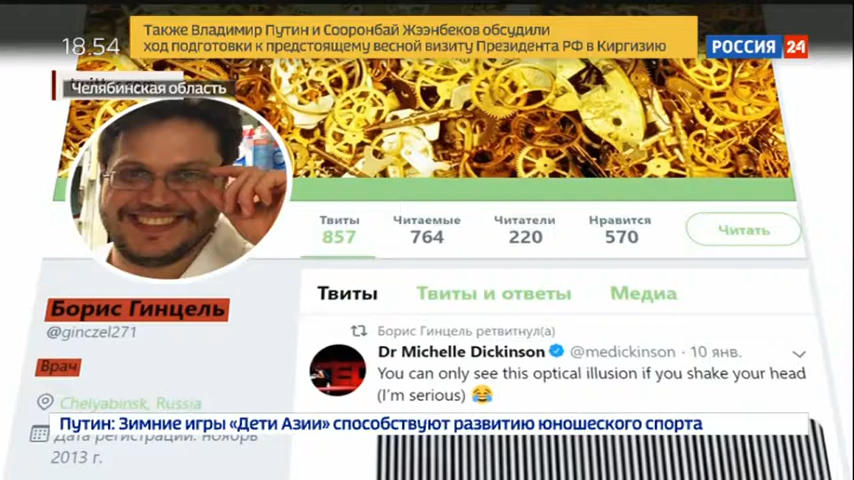 Также Владимир Путин и Сооронбай Жээнбеков обсудили
ход подготовки к предстоящему весной визиту Президента РФ в Киргизию
18.54
РОССИЯ 24
Челябинская область
Твиты
857
Читаемые
764
Читатели
220
Нравится
570
Читать
Борис Гинцель
@ginczel271
Врач
Chelyabinsk, Russia
Дата регистрации: ноябрь
2013 г.
Твиты
Твиты и ответы
Медиа
Борис Гинцель ретвитнул(а)
Dr Michelle Dickinson @medickinson · 10 янв.
You can only see this optical illusion if you shake your head
(I'm serious) 😂
Путин: Зимние игры «Дети Азии» способствуют развитию юношеского спорта